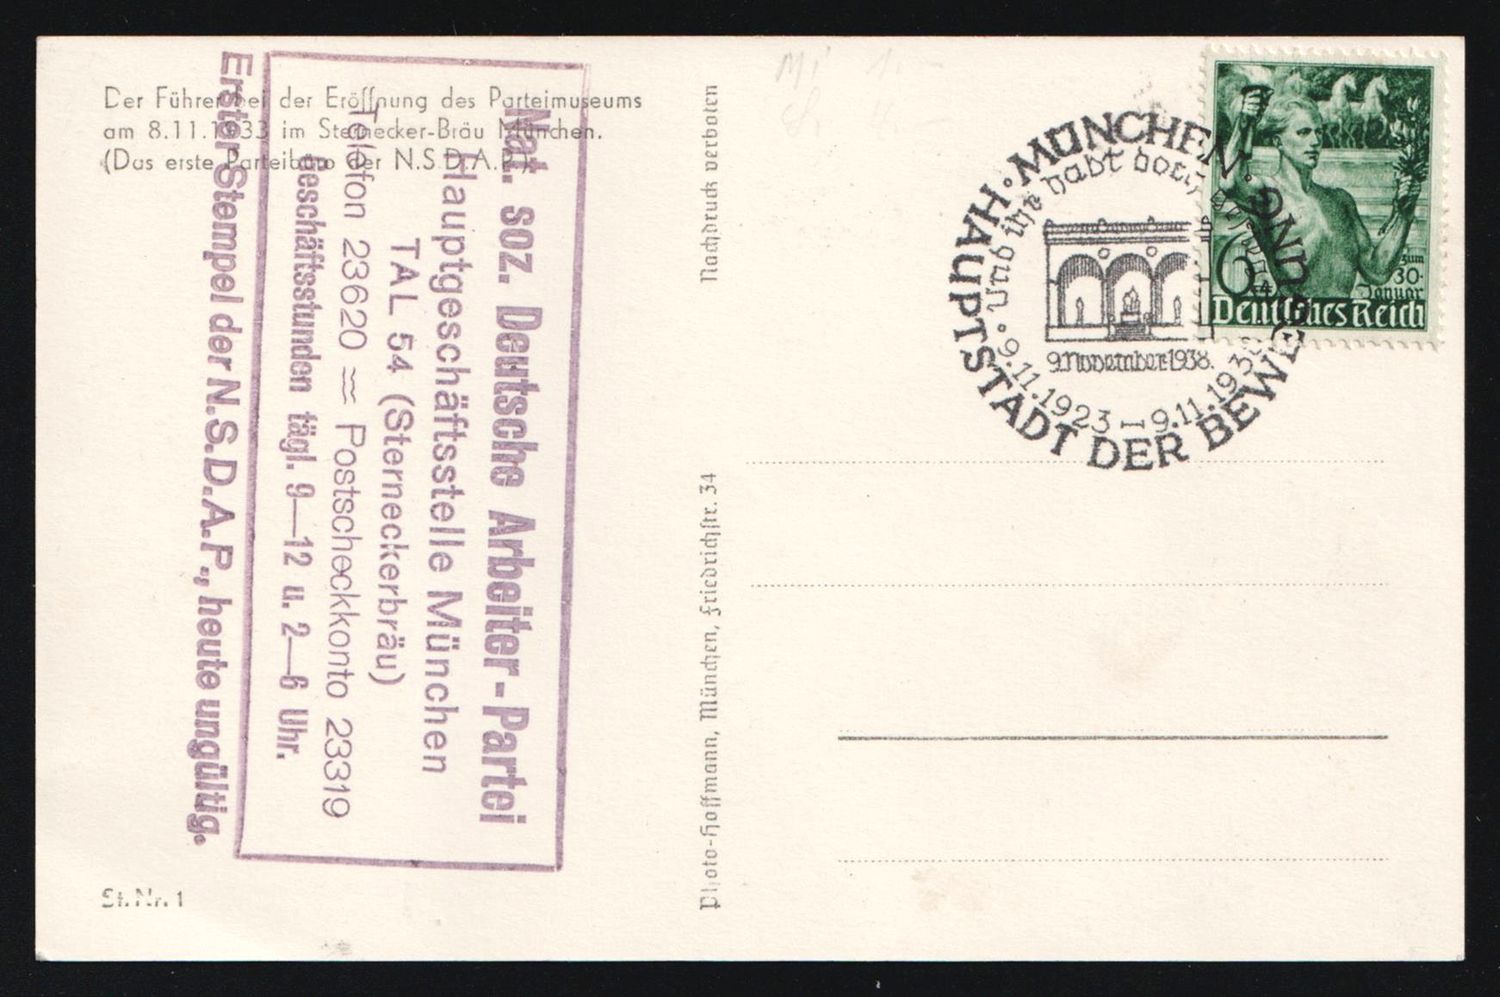 Der Führer bei der Eröffnung des Parteimuseums
am 8.11.1933 im Sternecker-Bräu München.
(Das erste Parteibüro der N.S.D.A.P.)
Nat. soz. Deutsche Arbeiter-Partei
Hauptgeschäftsstelle München
TAL 54 (Sterneckerbräu)
Telefon 23620 ≈ Postscheckkonto 23319
Geschäftsstunden tägl. 9—12 u. 2—6 Uhr.
Erster Stempel der N.S.D.A.P., heute ungültig.
St. Nr. 1
Photo-Hoffmann, München, Friedrichstr. 34
Nachdruck verboten
MÜNCHEN · HAUPTSTADT DER BEWEGUNG ·
Und ihr habt doch
9. November 1938.
9.11.1923 — 9.11.1938
6+4
zum
30.
Januar
Deutsches Reich